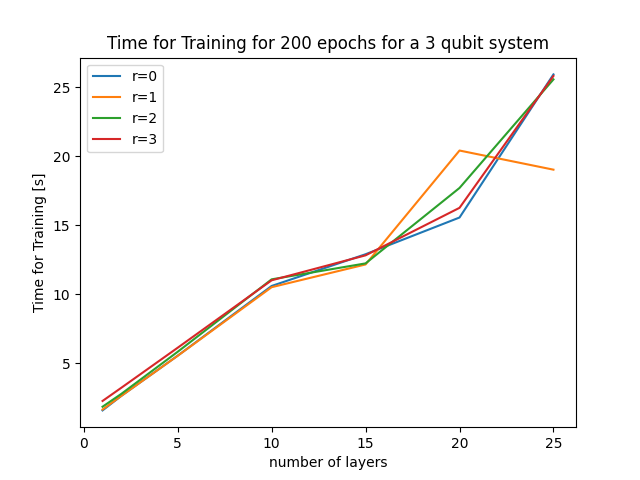 Time for Training for 200 epochs for a 3 qubit system
r=0
r=1
r=2
r=3
Time for Training [s]
25
20
15
10
5
0 5 10 15 20 25
number of layers